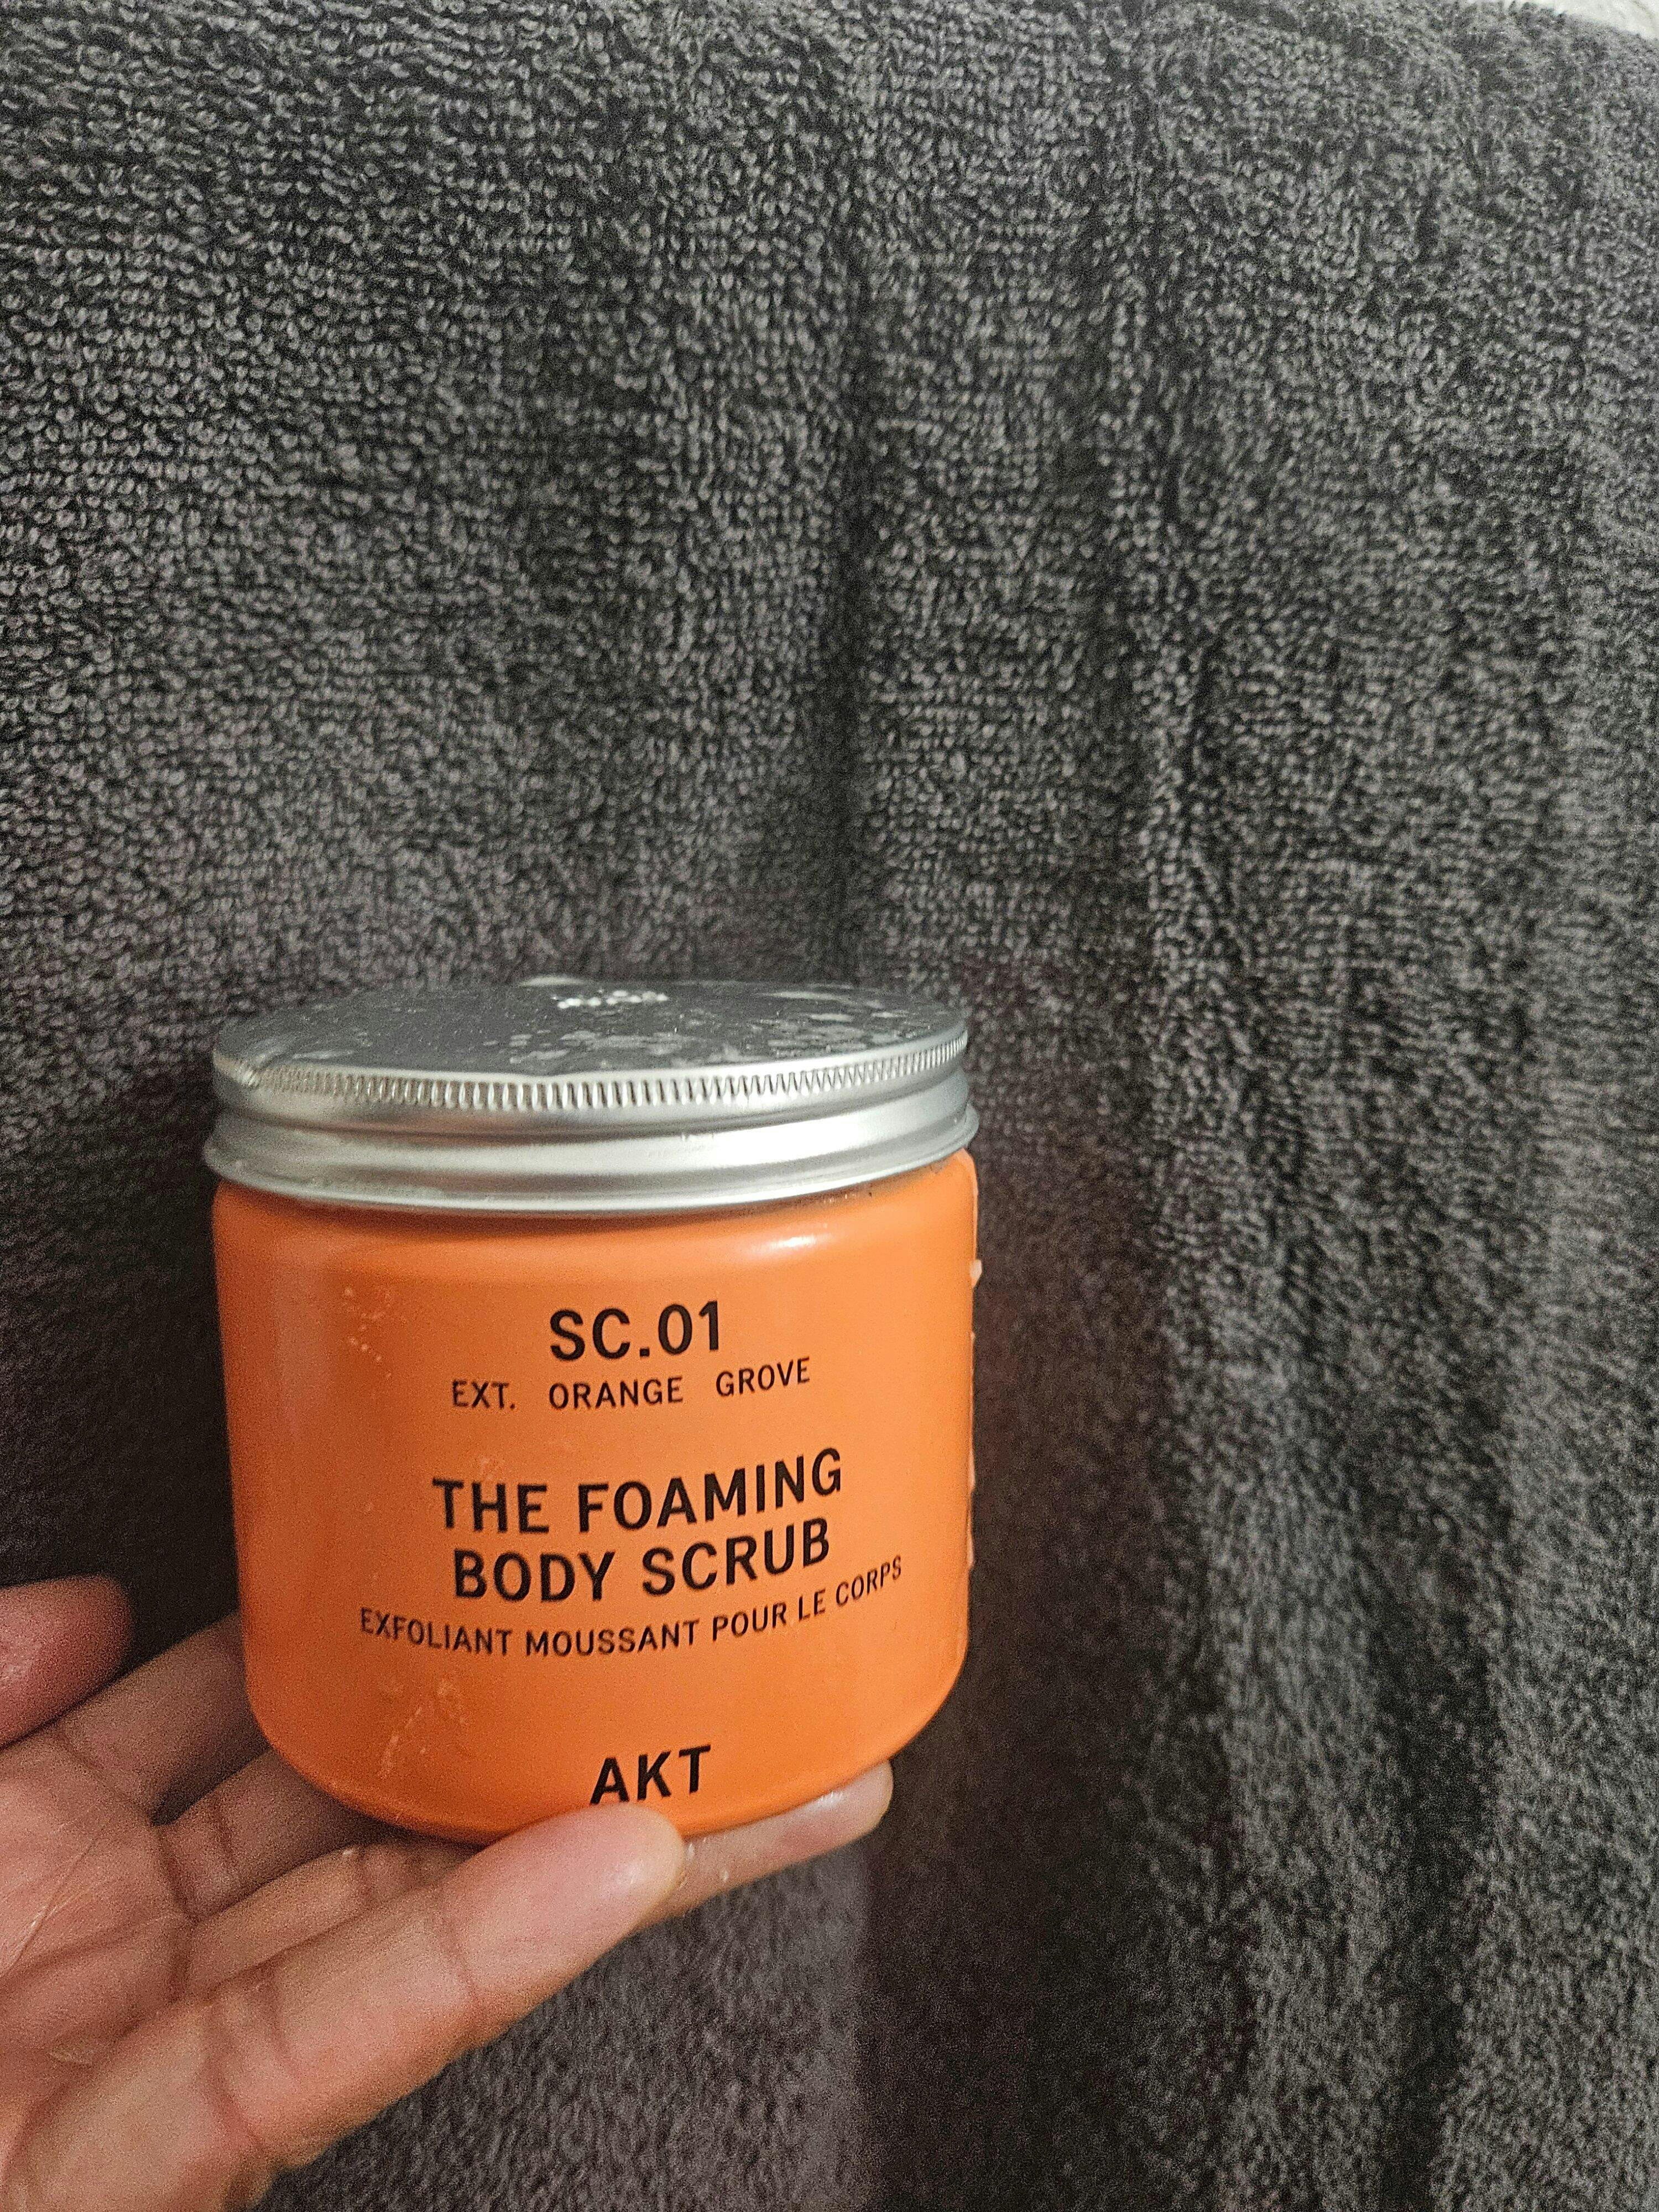 SC.01
EXT. ORANGE GROVE
THE FOAMING
BODY SCRUB
EXFOLIANT MOUSSANT POUR LE CORPS
AKT